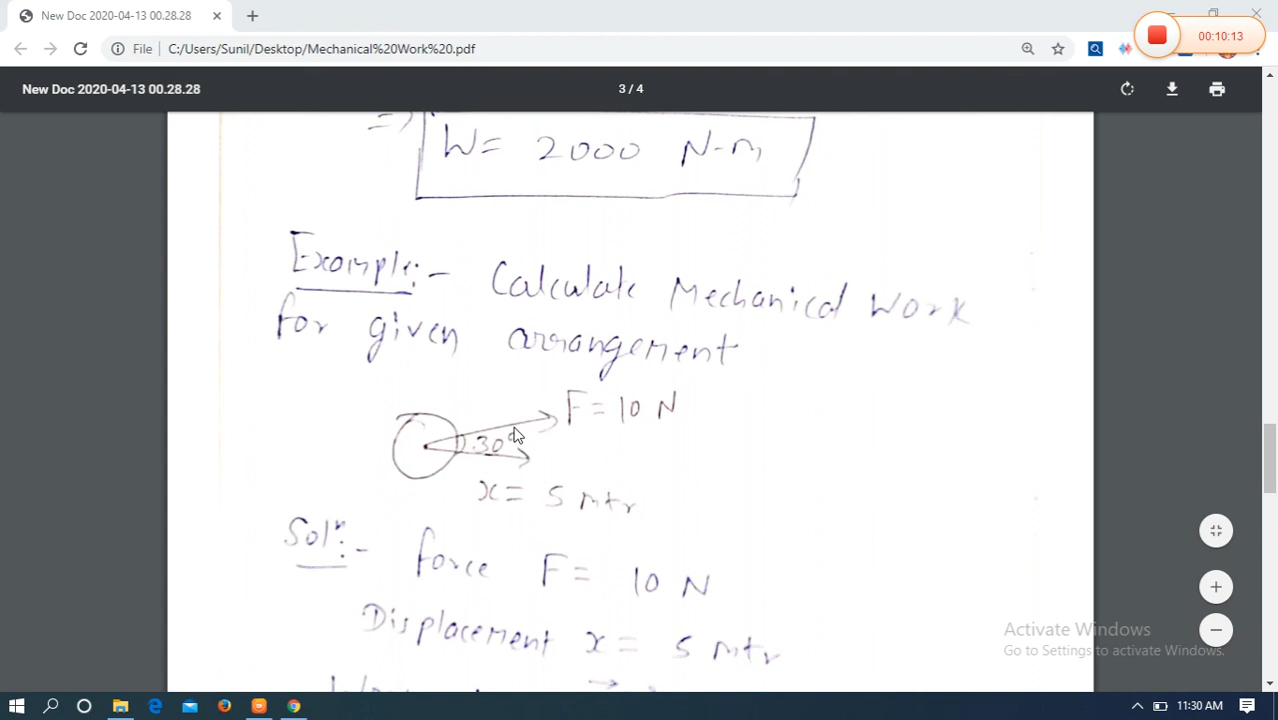 New Doc 2020-04-13 00.28.28
00:10:13
File
C:/Users/Sunil/Desktop/Mechanical%20Work%20.pdf
New Doc 2020-04-13 00.28.28
3 / 4
=> W = 2000 N-m
Example:- Calculate Mechanical Work
for given arrangement
F = 10 N
30°
x = 5 mtr
Solⁿ:- force F = 10 N
Displacement x = 5 mtr
Activate Windows
Go to Settings to activate Windows.
11:30 AM